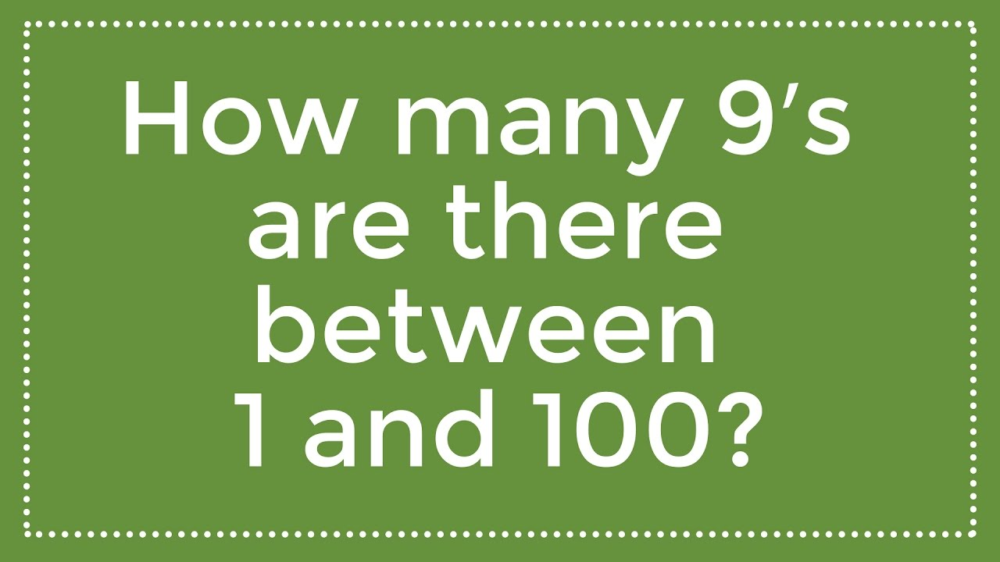 How many 9’s
are there
between
1 and 100?